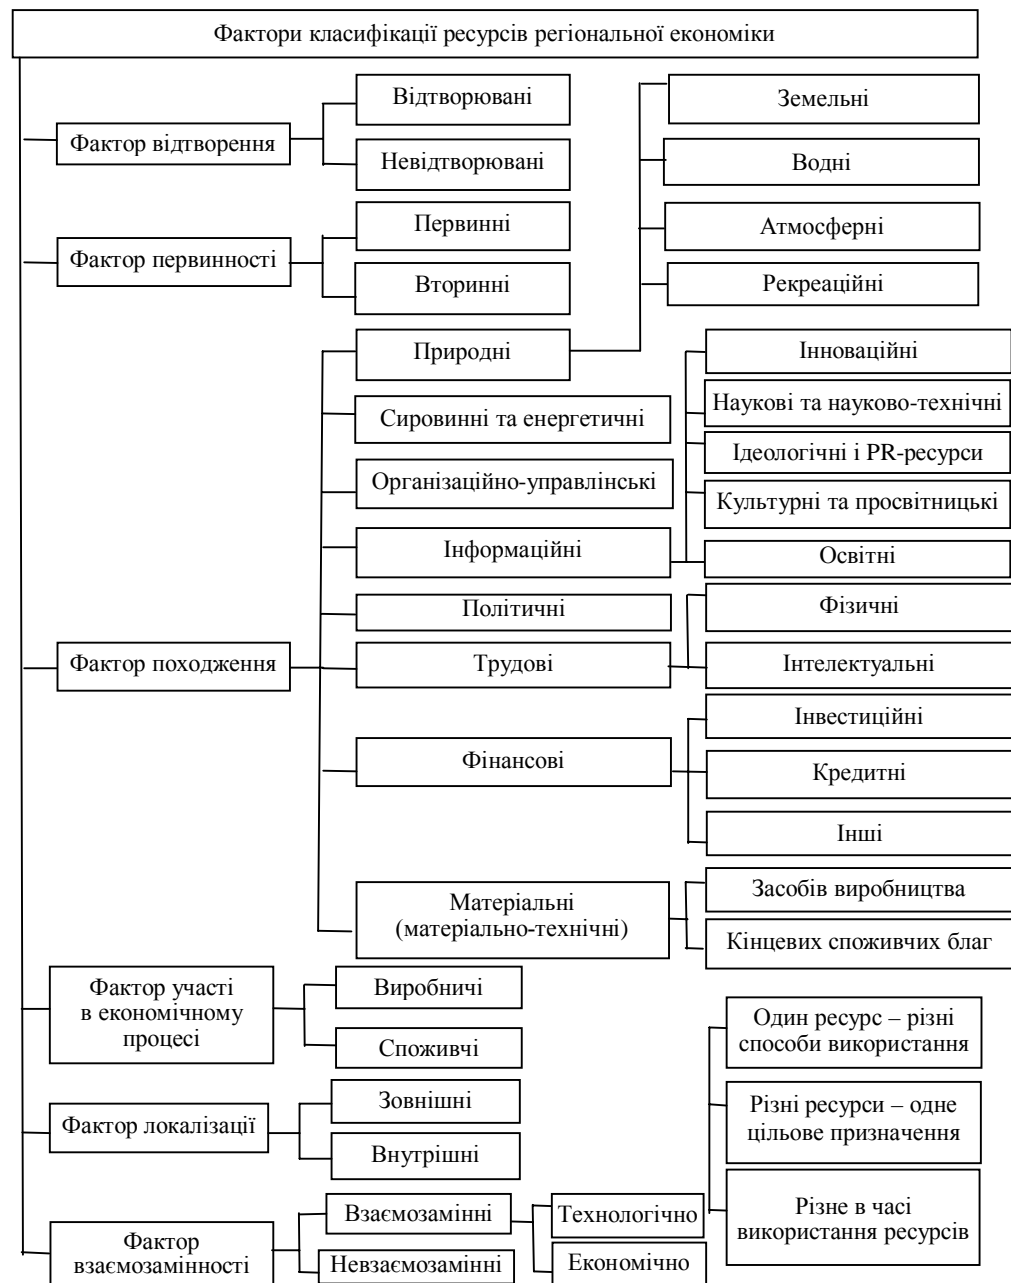 Фактори класифікації ресурсів регіональної економіки
Фактор відтворення
Відтворювані
Невідтворювані
Фактор первинності
Первинні
Вторинні
Фактор походження
Природні
Земельні
Водні
Атмосферні
Рекреаційні
Сировинні та енергетичні
Організаційно-управлінські
Інформаційні
Інноваційні
Наукові та науково-технічні
Ідеологічні і PR-ресурси
Культурні та просвітницькі
Освітні
Політичні
Трудові
Фізичні
Інтелектуальні
Фінансові
Інвестиційні
Кредитні
Інші
Матеріальні
(матеріально-технічні)
Засобів виробництва
Кінцевих споживчих благ
Фактор участі
в економічному
процесі
Виробничі
Споживчі
Фактор локалізації
Зовнішні
Внутрішні
Фактор
взаємозамінності
Взаємозамінні
Невзаємозамінні
Технологічно
Економічно
Один ресурс – різні
способи використання
Різні ресурси – одне
цільове призначення
Різне в часі
використання ресурсів